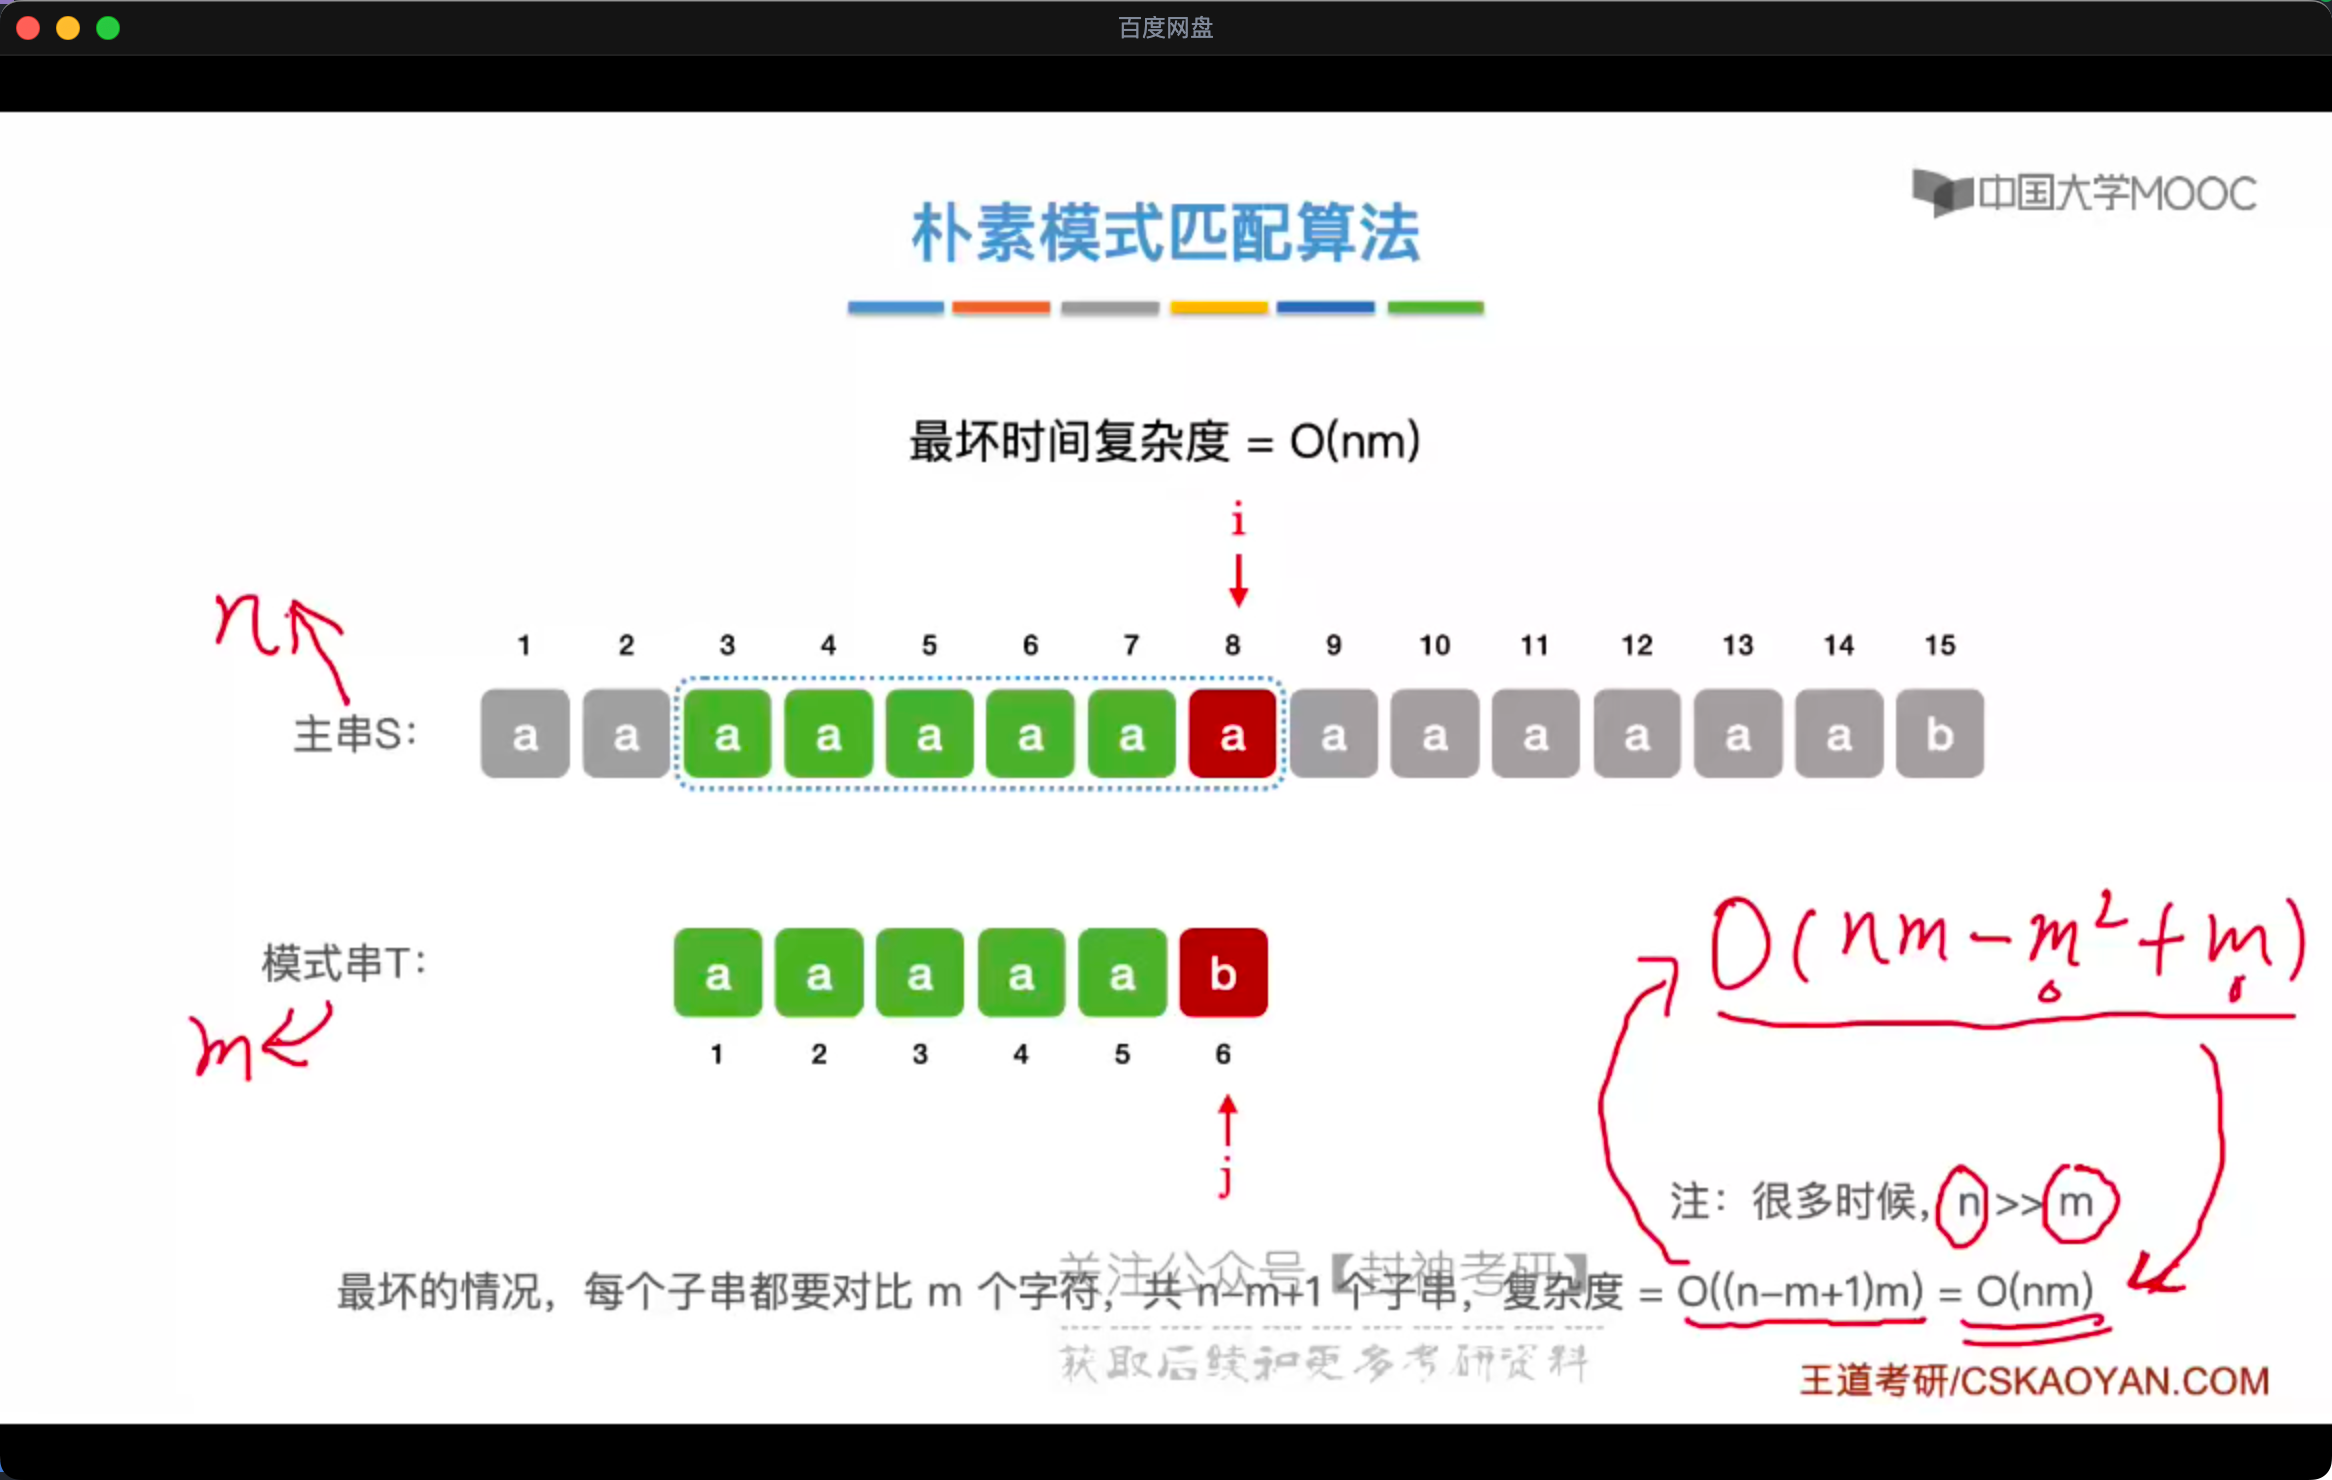 百度网盘
中国大学MOOC
朴素模式匹配算法
最坏时间复杂度 = O(nm)
i
n
1 2 3 4 5 6 7 8 9 10 11 12 13 14 15
主串S： a a a a a a a a a a a a a a b
O(nm-m²+m)
模式串T： a a a a a b
m
1 2 3 4 5 6
j
注：很多时候，n >> m
关注公众号【封神考研】
最坏的情况，每个子串都要对比 m 个字符，共 n-m+1 个子串，复杂度 = O((n-m+1)m) = O(nm)
获取后续和更多考研资料
王道考研/CSKAOYAN.COM